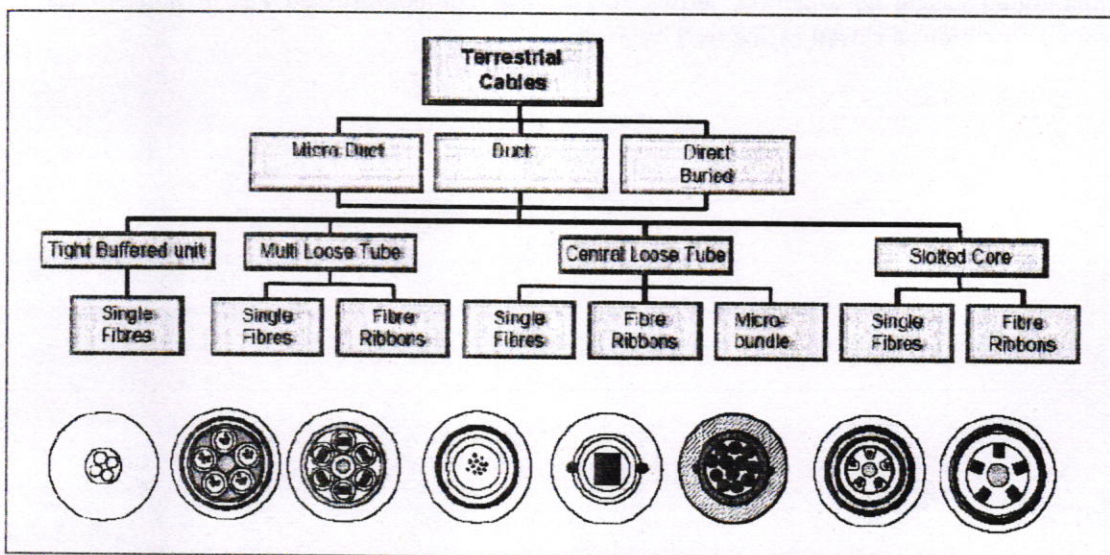 Terrestrial
Cables
Micro Duct
Duct
Direct
Buried
Tight Buffered unit
Multi Loose Tube
Central Loose Tube
Slotted Core
Single
Fibres
Single
Fibres
Fibre
Ribbons
Single
Fibres
Fibre
Ribbons
Micro-
bundle
Single
Fibres
Fibre
Ribbons